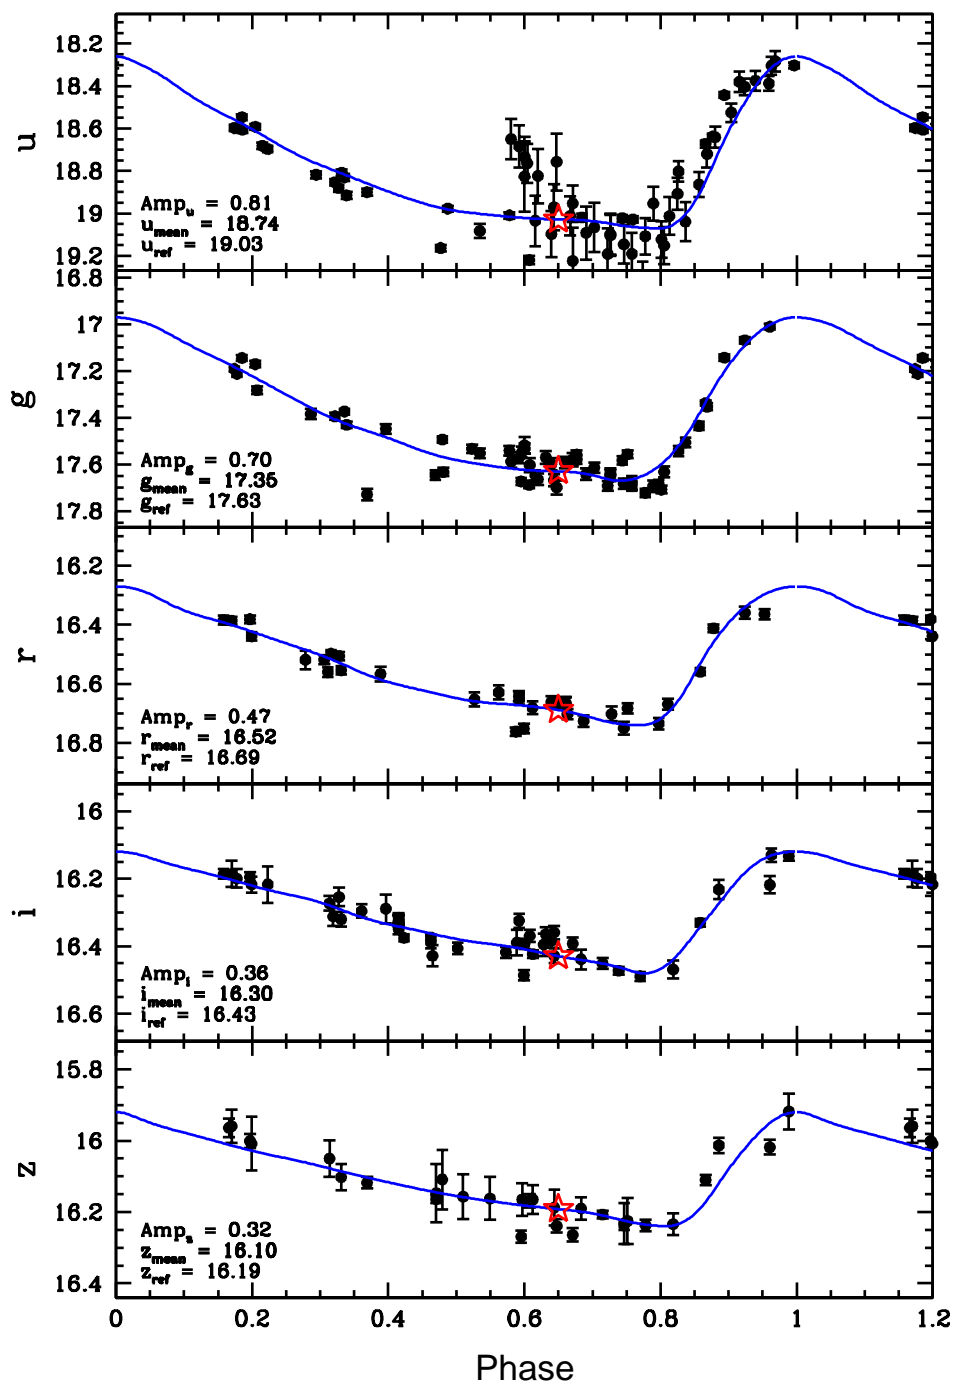 18.2
18.4
18.6
18.8
19
19.2
u
Amp_u = 0.81
u_mean = 18.74
u_ref = 19.03
16.8
17
17.2
17.4
17.6
17.8
g
Amp_g = 0.70
g_mean = 17.35
g_ref = 17.63
16.2
16.4
16.6
16.8
r
Amp_r = 0.47
r_mean = 16.52
r_ref = 16.69
16
16.2
16.4
16.6
i
Amp_i = 0.36
i_mean = 16.30
i_ref = 16.43
15.8
16
16.2
16.4
z
Amp_z = 0.32
z_mean = 16.10
z_ref = 16.19
0 0.2 0.4 0.6 0.8 1 1.2
Phase